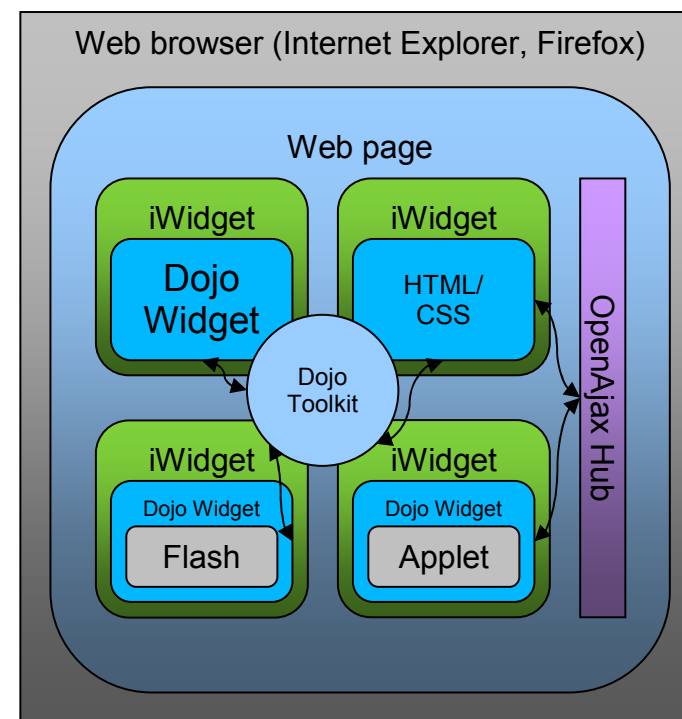 Web browser (Internet Explorer, Firefox)
Web page
iWidget
Dojo
Widget
iWidget
HTML/
CSS
Dojo
Toolkit
OpenAjax Hub
iWidget
Dojo Widget
Flash
iWidget
Dojo Widget
Applet